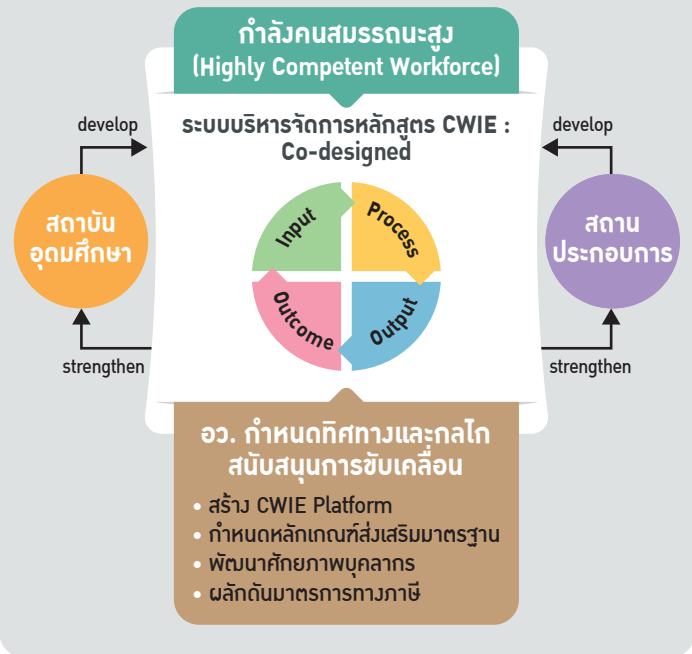 กำลังคนสมรรถนะสูง
(Highly Competent Workforce)
ระบบบริหารจัดการหลักสูตร CWIE :
Co-designed
develop
develop
สถาบัน
อุดมศึกษา
Input
Process
Outcome
Output
สถาน
ประกอบการ
strengthen
strengthen
อว. กำหนดทิศทางและกลไก
สนับสนุนการขับเคลื่อน
• สร้าง CWIE Platform
• กำหนดหลักเกณฑ์ส่งเสริมมาตรฐาน
• พัฒนาศักยภาพบุคลากร
• ผลักดันมาตรการทางภาษี